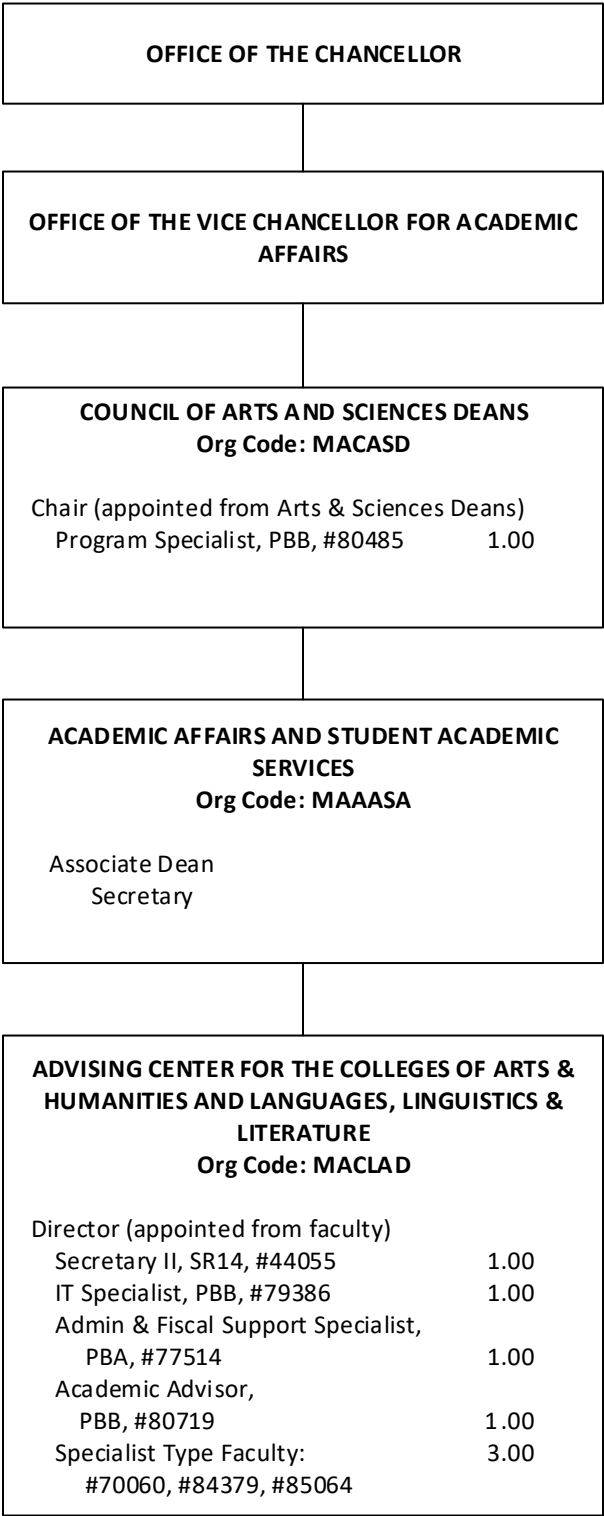 OFFICE OF THE CHANCELLOR
OFFICE OF THE VICE CHANCELLOR FOR ACADEMIC
AFFAIRS
COUNCIL OF ARTS AND SCIENCES DEANS
Org Code: MACASD
Chair (appointed from Arts & Sciences Deans)
Program Specialist, PBB, #80485 1.00
ACADEMIC AFFAIRS AND STUDENT ACADEMIC
SERVICES
Org Code: MAAASA
Associate Dean
Secretary
ADVISING CENTER FOR THE COLLEGES OF ARTS &
HUMANITIES AND LANGUAGES, LINGUISTICS &
LITERATURE
Org Code: MACLAD
Director (appointed from faculty)
Secretary II, SR14, #44055 1.00
IT Specialist, PBB, #79386 1.00
Admin & Fiscal Support Specialist,
PBA, #77514 1.00
Academic Advisor,
PBB, #80719 1.00
Specialist Type Faculty: 3.00
#70060, #84379, #85064